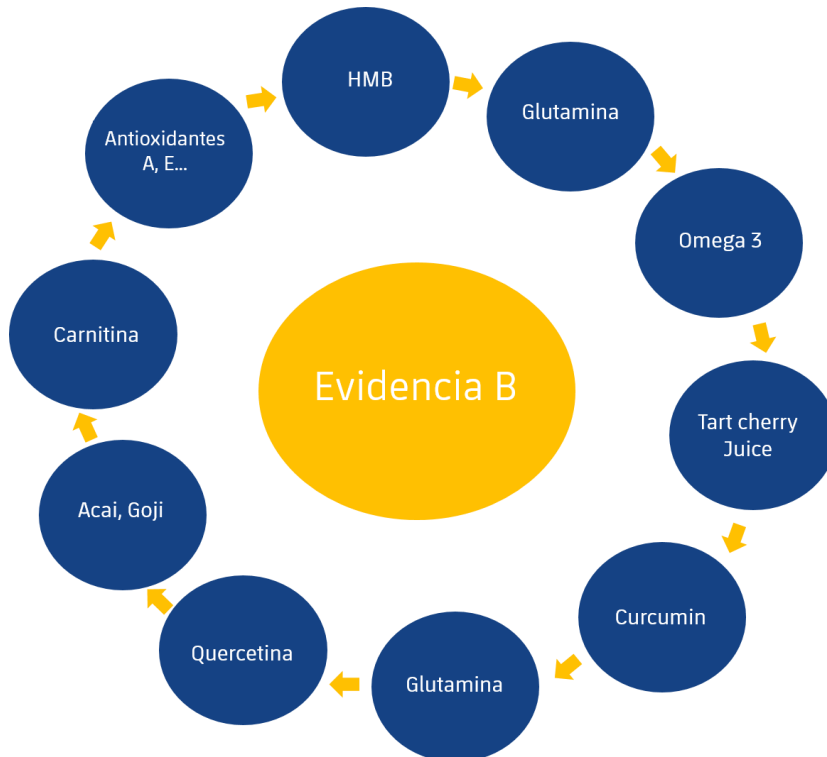 HMB
Glutamina
Omega 3
Tart cherry
Juice
Curcumin
Glutamina
Quercetina
Acai, Goji
Carnitina
Antioxidantes
A, E...
Evidencia B